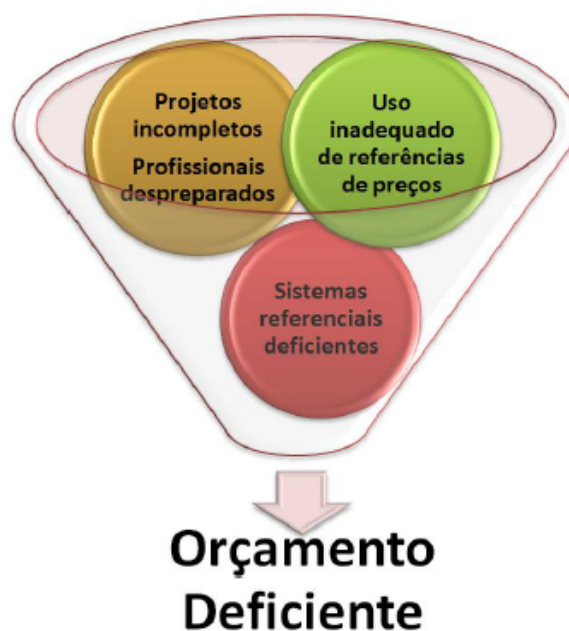 Projetos
incompletos
Profissionais
despreparados
Uso
inadequado
de referências
de preços
Sistemas
referenciais
deficientes
Orçamento
Deficiente